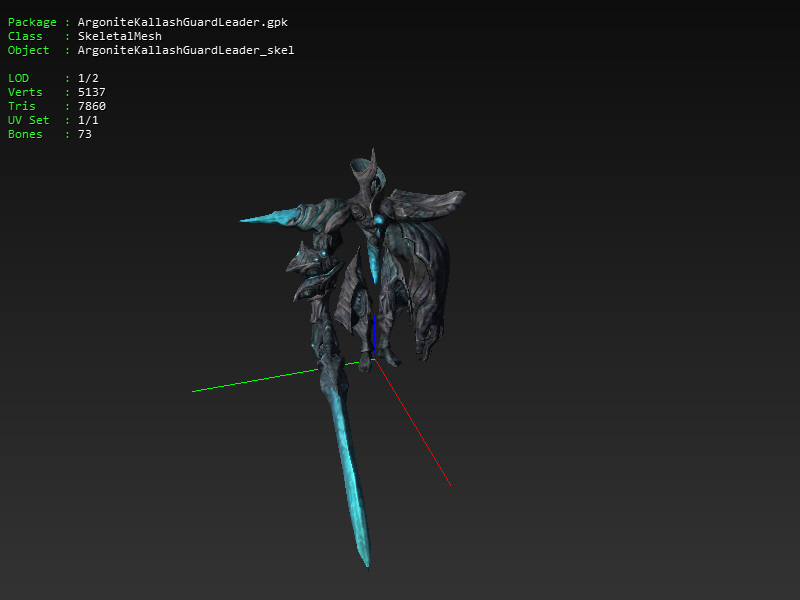 Package : ArgoniteKallashGuardLeader.gpk
Class : SkeletalMesh
Object : ArgoniteKallashGuardLeader_skel
LOD : 1/2
Verts : 5137
Tris : 7860
UV Set : 1/1
Bones : 73